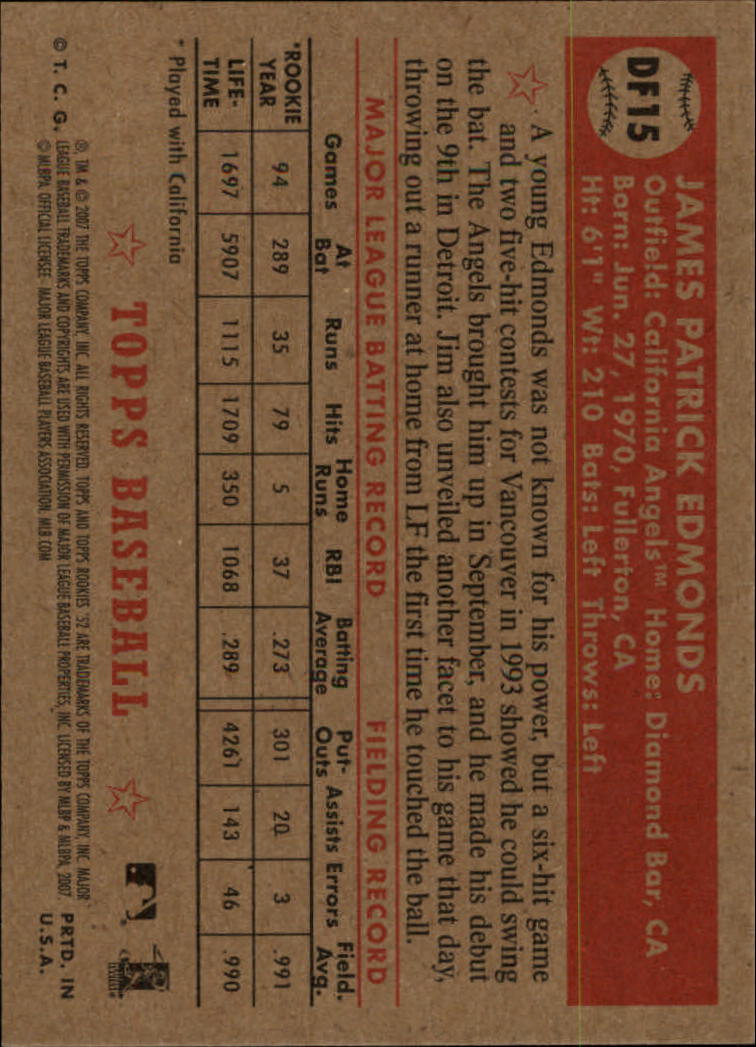 DF15
JAMES PATRICK EDMONDS
Outfield: California Angels™ Home: Diamond Bar, CA
Born: Jun. 27, 1970, Fullerton, CA
Ht: 6'1" Wt: 210 Bats: Left Throws: Left
A young Edmonds was not known for his power, but a six-hit game
and two five-hit contests for Vancouver in 1993 showed he could swing
the bat. The Angels brought him up in September, and he made his debut
on the 9th in Detroit. Jim also unveiled another facet to his game that day,
throwing out a runner at home from LF the first time he touched the ball.
MAJOR LEAGUE BATTING RECORD FIELDING RECORD
Games At Bat Runs Hits Home Runs RBI Batting Average Put-Outs Assists Errors Field. Avg.
*ROOKIE YEAR 94 289 35 79 5 37 .273 301 20 3 .991
LIFE-TIME 1697 5907 1115 1709 350 1068 .289 4261 143 46 .990
* Played with California
TOPPS BASEBALL
® TM & © 2007 THE TOPPS COMPANY, INC. ALL RIGHTS RESERVED. TOPPS AND TOPPS ROOKIES '52 ARE TRADEMARKS OF THE TOPPS COMPANY, INC. MAJOR
© T. C. G. LEAGUE BASEBALL TRADEMARKS AND COPYRIGHTS ARE USED WITH PERMISSION OF MAJOR LEAGUE BASEBALL PROPERTIES, INC. LICENSED BY MLBP & MLBPA, 2007. PRTD. IN
© MLBPA. OFFICIAL LICENSEE - MAJOR LEAGUE BASEBALL PLAYERS ASSOCIATION. MLB.COM U.S.A.